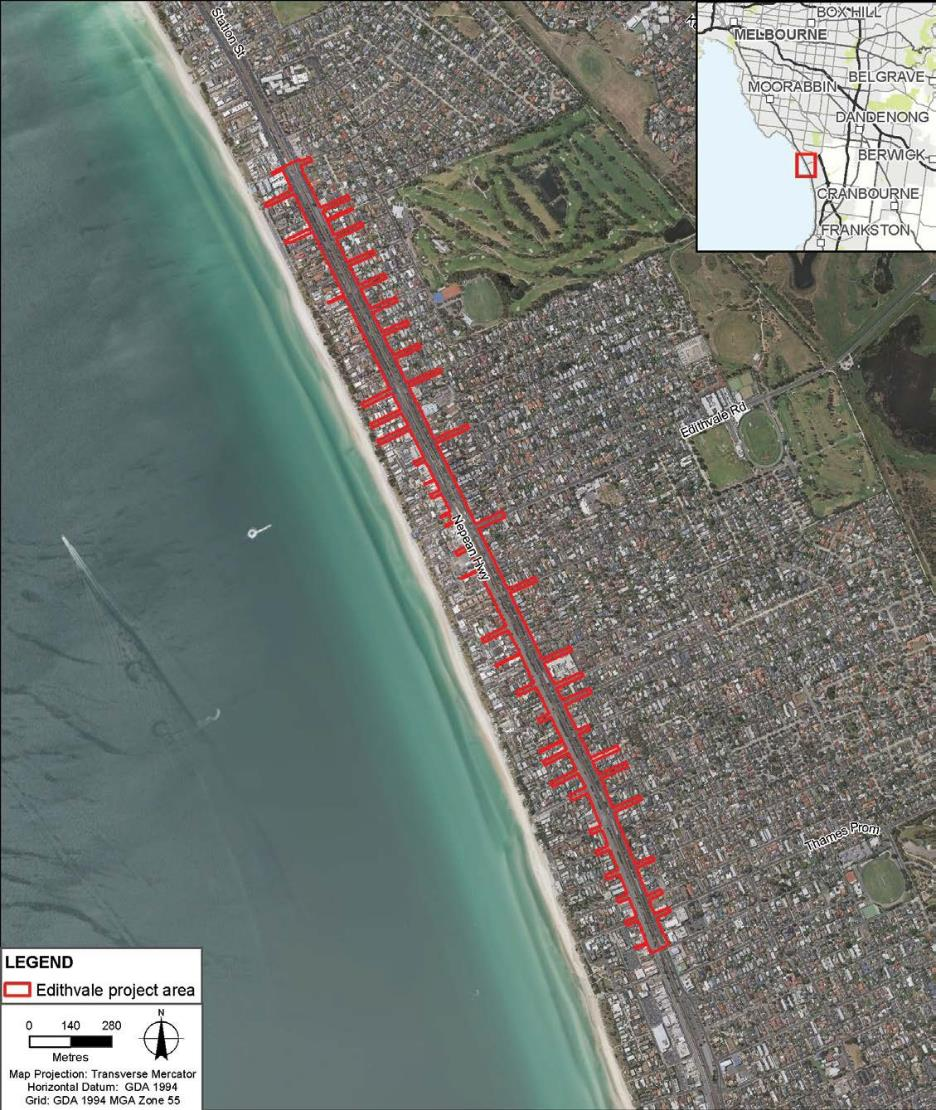 Station St
BOX HILL
MELBOURNE
BELGRAVE
MOORABBIN
DANDENONG
BERWICK
CRANBOURNE
FRANKSTON
Edithvale Rd
Nepean Hwy
Thames Prom
LEGEND
Edithvale project area
0 140 280
Metres
N
Map Projection: Transverse Mercator
Horizontal Datum: GDA 1994
Grid: GDA 1994 MGA Zone 55